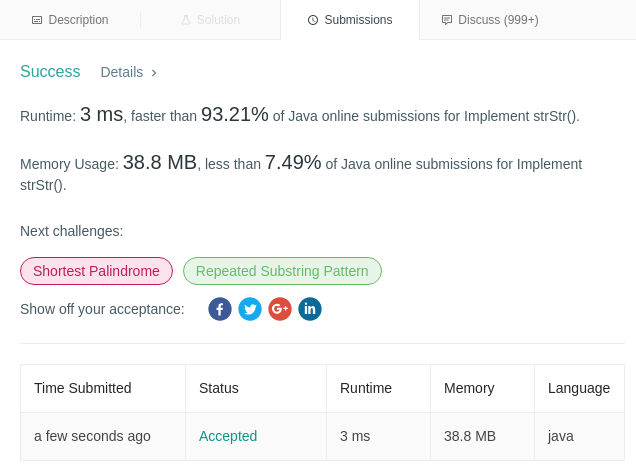 Description Solution Submissions Discuss (999+)
Success Details >
Runtime: 3 ms, faster than 93.21% of Java online submissions for Implement strStr().
Memory Usage: 38.8 MB, less than 7.49% of Java online submissions for Implement
strStr().
Next challenges:
Shortest Palindrome Repeated Substring Pattern
Show off your acceptance:
Time Submitted Status Runtime Memory Language
a few seconds ago Accepted 3 ms 38.8 MB java